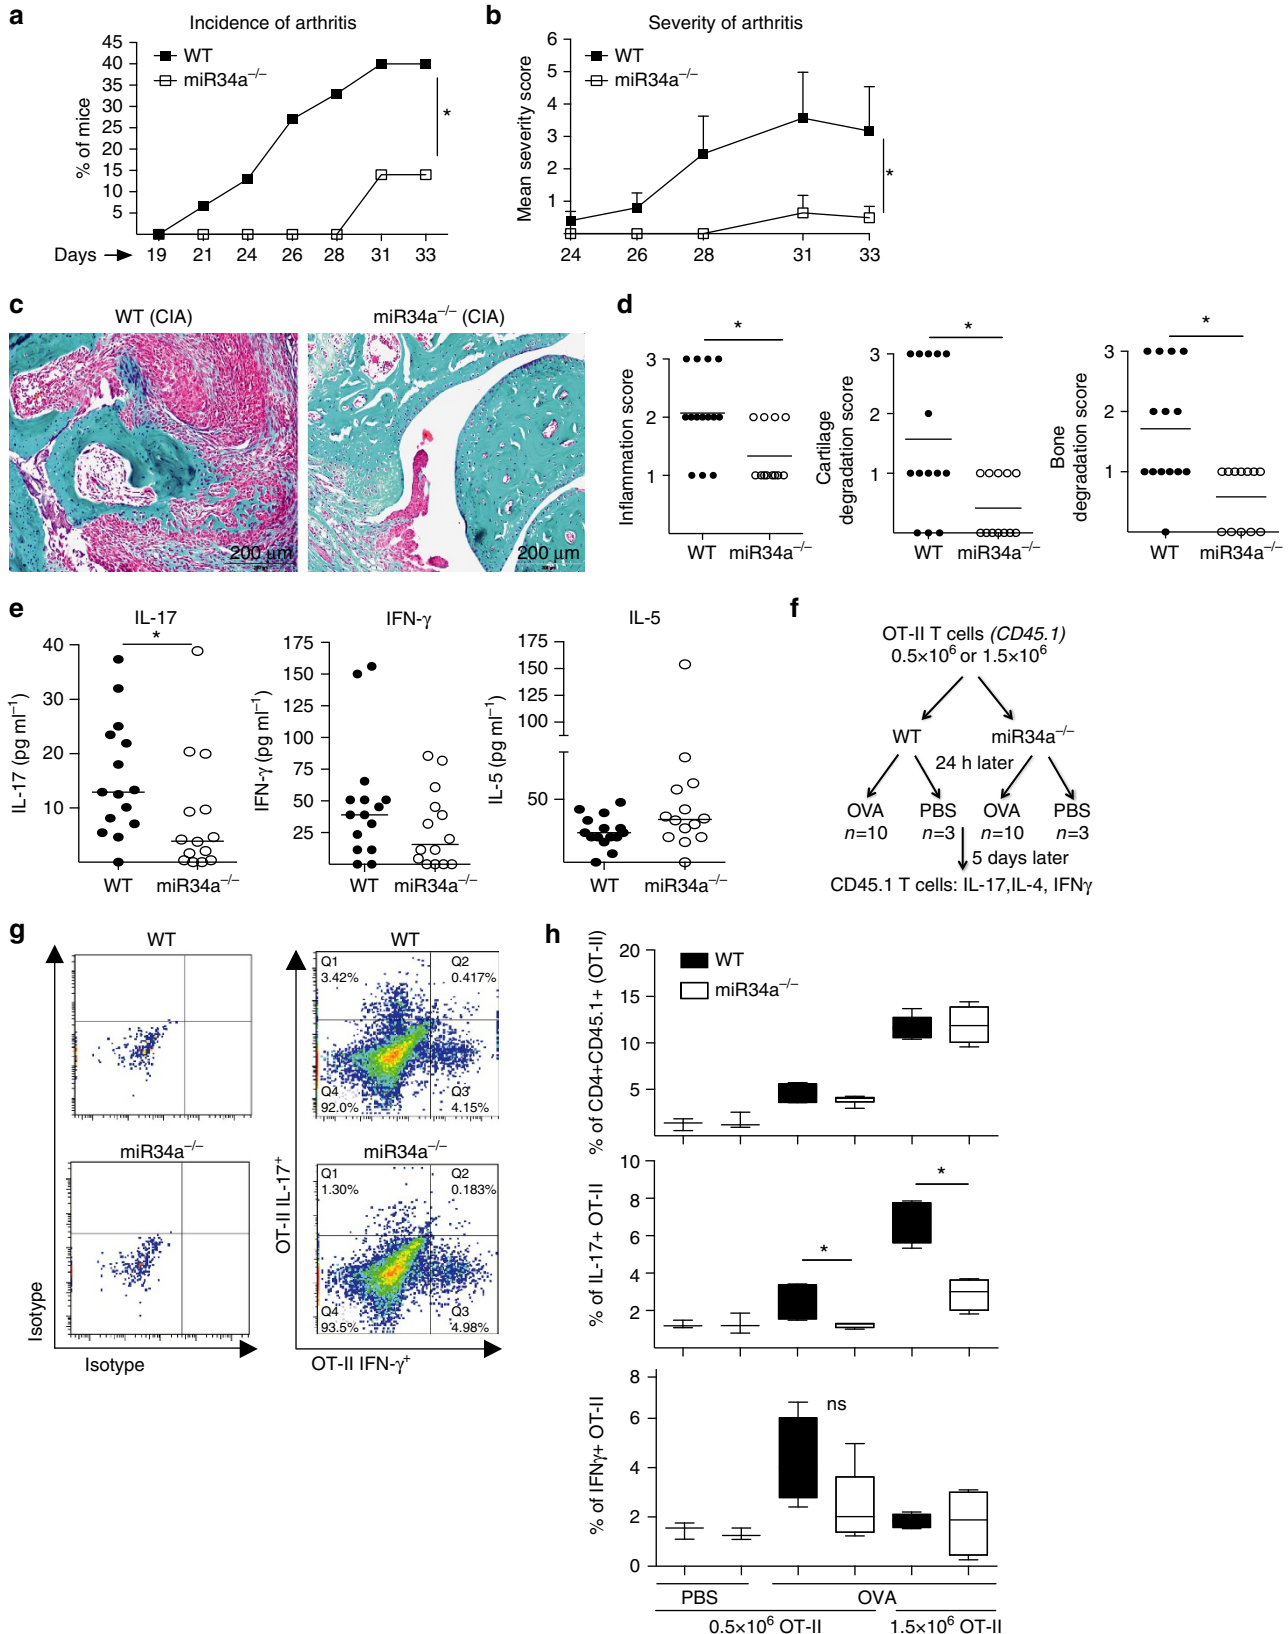 a
Incidence of arthritis
WT
miR34a–/–
% of mice
45
40
35
30
25
20
15
10
5
*
Days
19 21 24 26 28 31 33
b
Severity of arthritis
WT
miR34a–/–
Mean severity score
6
5
4
3
2
1
*
24 26 28 31 33
c
WT (CIA)
miR34a–/– (CIA)
200 µm
200 µm
d
Inflammation score
3
2
1
*
WT miR34a–/–
Cartilage
degradation score
3
2
1
0
*
WT miR34a–/–
Bone
degradation score
3
2
1
0
*
WT miR34a–/–
e
IL-17
IL-17 (pg ml–1)
40
30
20
10
*
WT miR34a–/–
IFN-γ
IFN-γ (pg ml–1)
175
150
125
100
75
50
25
WT miR34a–/–
IL-5
IL-5 (pg ml–1)
175
150
125
100
50
WT miR34a–/–
f
OT-II T cells (CD45.1)
0.5×106 or 1.5×106
WT miR34a–/–
24 h later
OVA PBS OVA PBS
n=10 n=3 n=10 n=3
5 days later
CD45.1 T cells: IL-17,IL-4, IFNγ
g
WT
miR34a–/–
Isotype
Isotype
WT
Q1
3.42%
Q2
0.417%
Q4
92.0%
Q3
4.15%
miR34a–/–
Q1
1.30%
Q2
0.183%
Q4
93.5%
Q3
4.98%
OT-II IL-17+
OT-II IFN-γ+
h
WT
miR34a–/–
% of CD4+CD45.1+ (OT-II)
20
15
10
5
% of IL-17+ OT-II
10
8
6
4
2
*
*
% of IFNγ+ OT-II
8
6
4
2
0
ns
PBS OVA
0.5×106 OT-II 1.5×106 OT-II